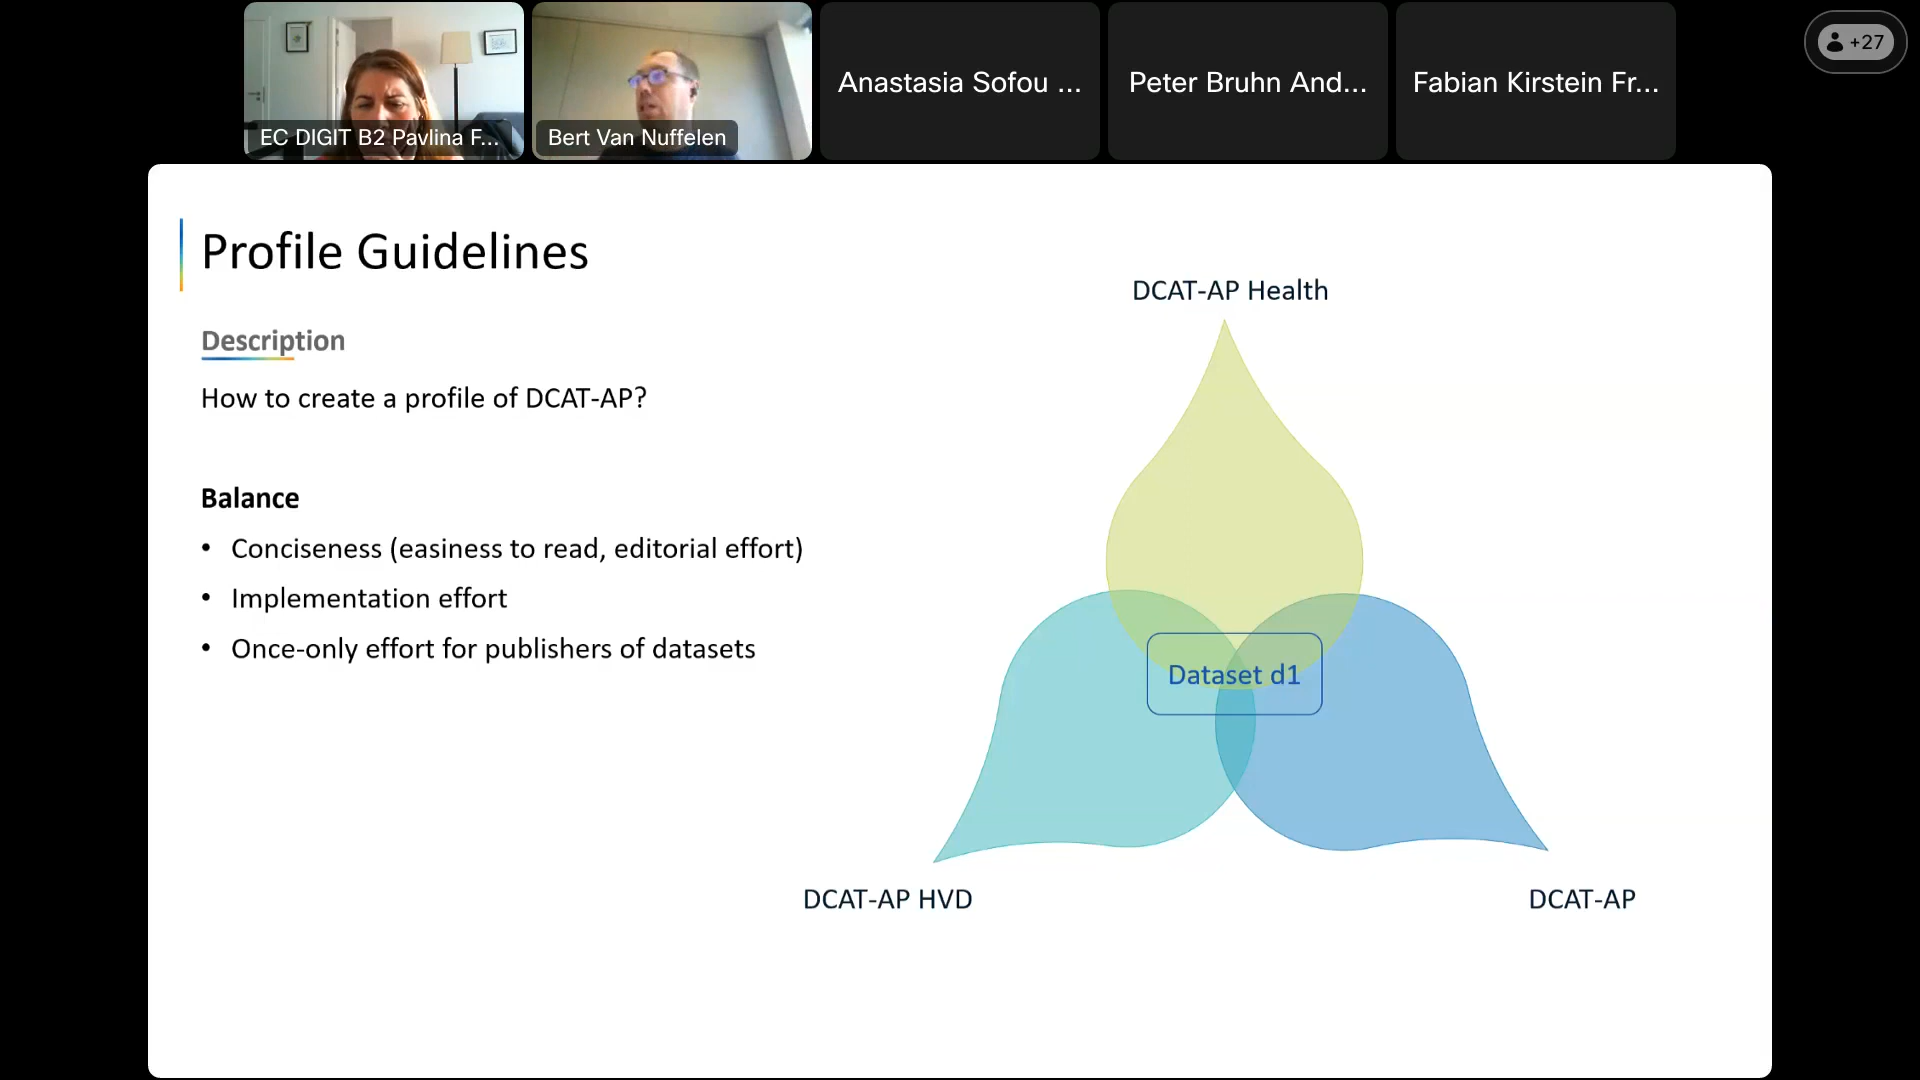 EC DIGIT B2 Pavlina F...
Bert Van Nuffelen
Anastasia Sofou ...
Peter Bruhn And...
Fabian Kirstein Fr...
+27
Profile Guidelines
Description
How to create a profile of DCAT-AP?
Balance
• Conciseness (easiness to read, editorial effort)
• Implementation effort
• Once-only effort for publishers of datasets
DCAT-AP Health
Dataset d1
DCAT-AP HVD
DCAT-AP